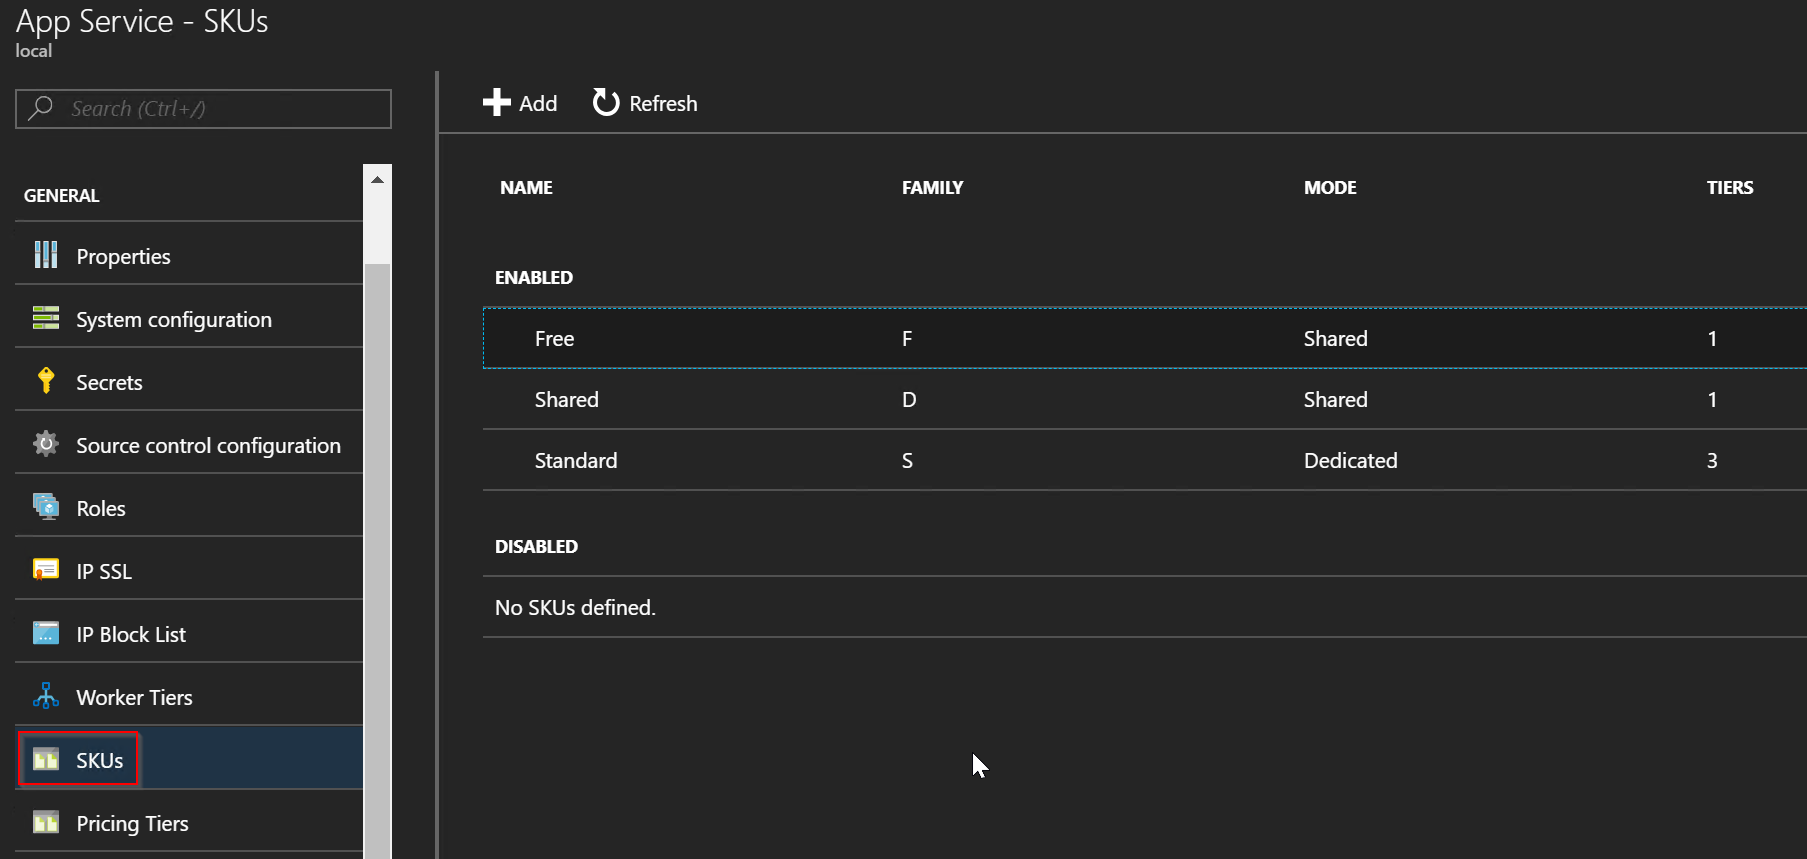 App Service - SKUs
local
Search (Ctrl+/)
Add Refresh
GENERAL
Properties
System configuration
Secrets
Source control configuration
Roles
IP SSL
IP Block List
Worker Tiers
SKUs
Pricing Tiers
NAME FAMILY MODE TIERS
ENABLED
Free F Shared 1
Shared D Shared 1
Standard S Dedicated 3
DISABLED
No SKUs defined.